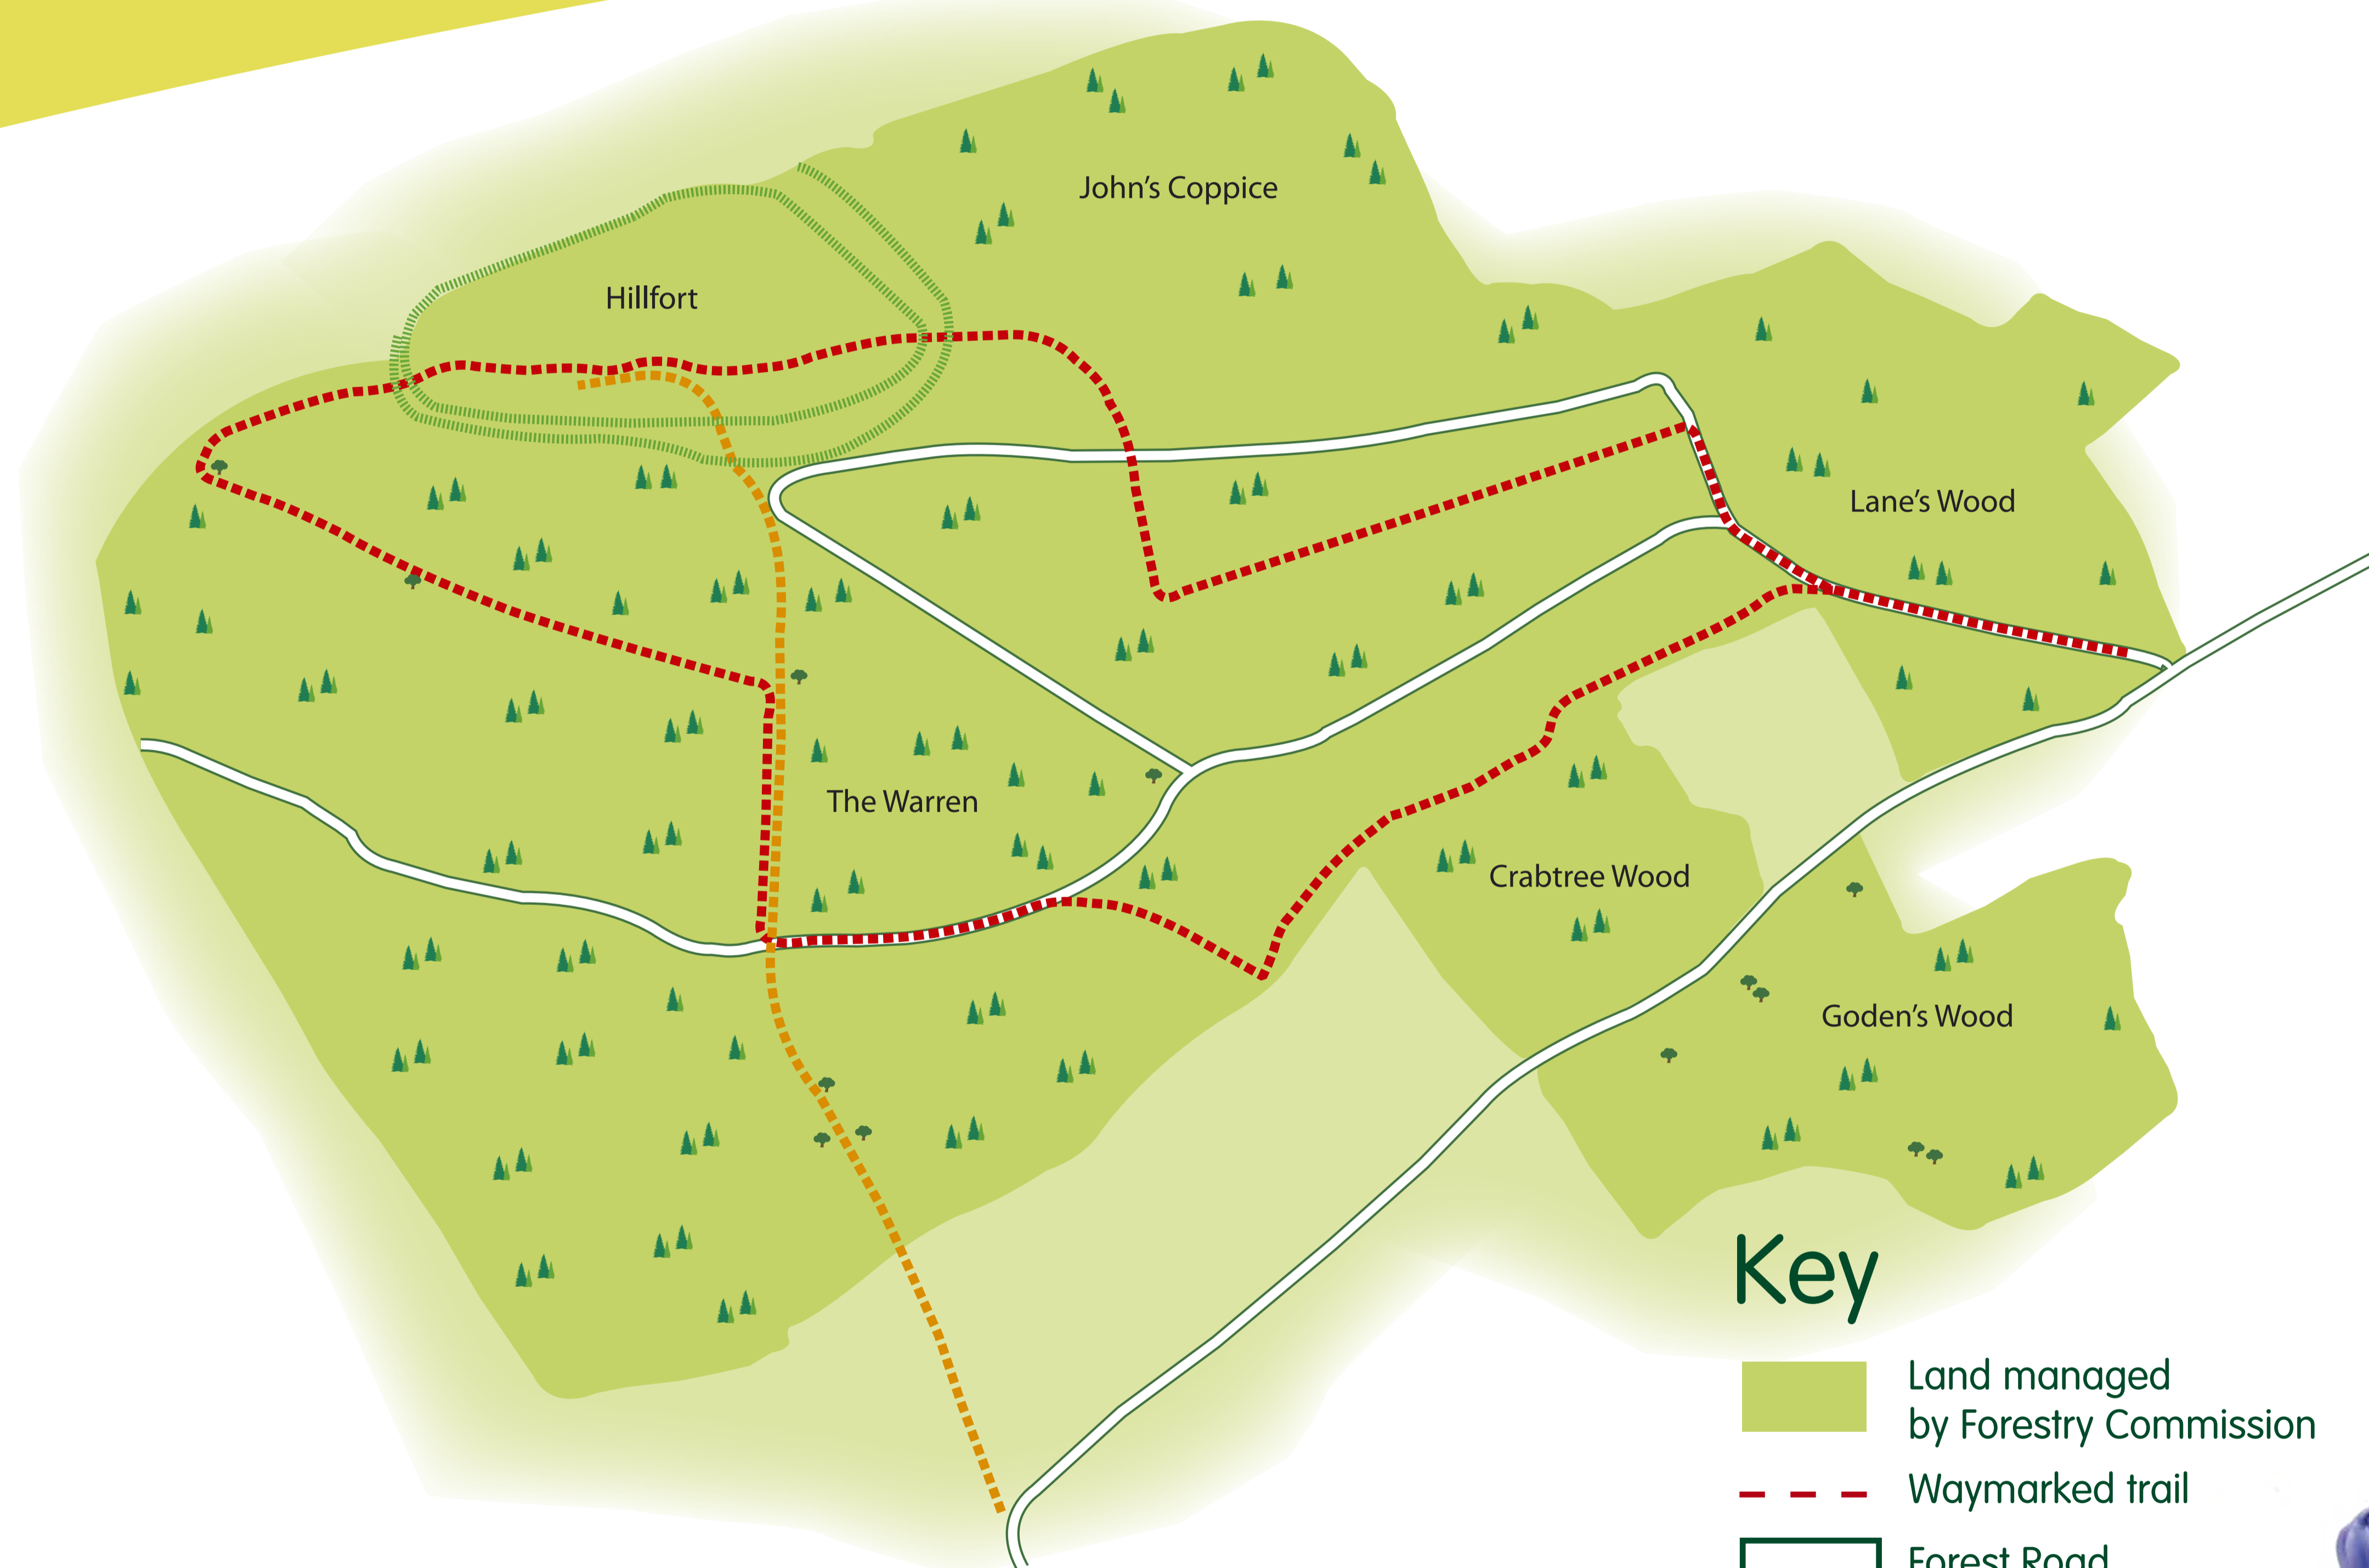 John's Coppice
Hillfort
Lane's Wood
The Warren
Crabtree Wood
Goden's Wood
Key
Land managed
by Forestry Commission
Waymarked trail
Forest Road